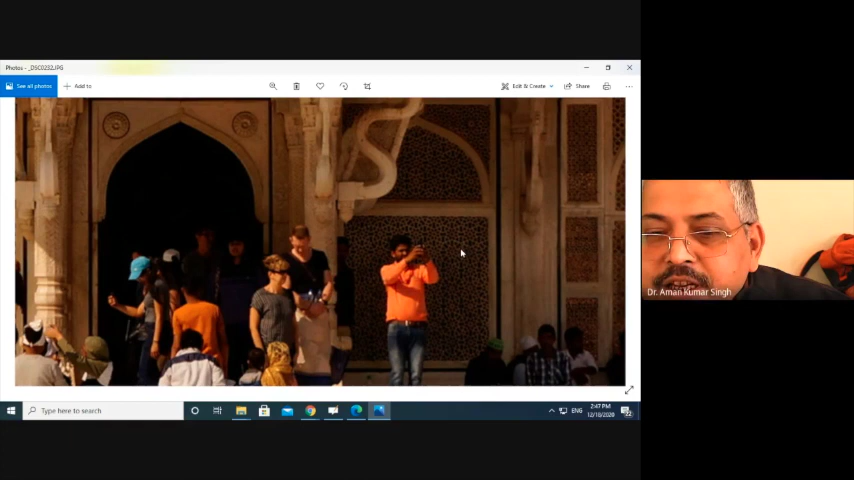 Photos - _DSC0232.JPG
See all photos
Add to
Edit & Create
Share
Dr. Aman Kumar Singh
Type here to search
ENG
2:47 PM
12/10/2020
22